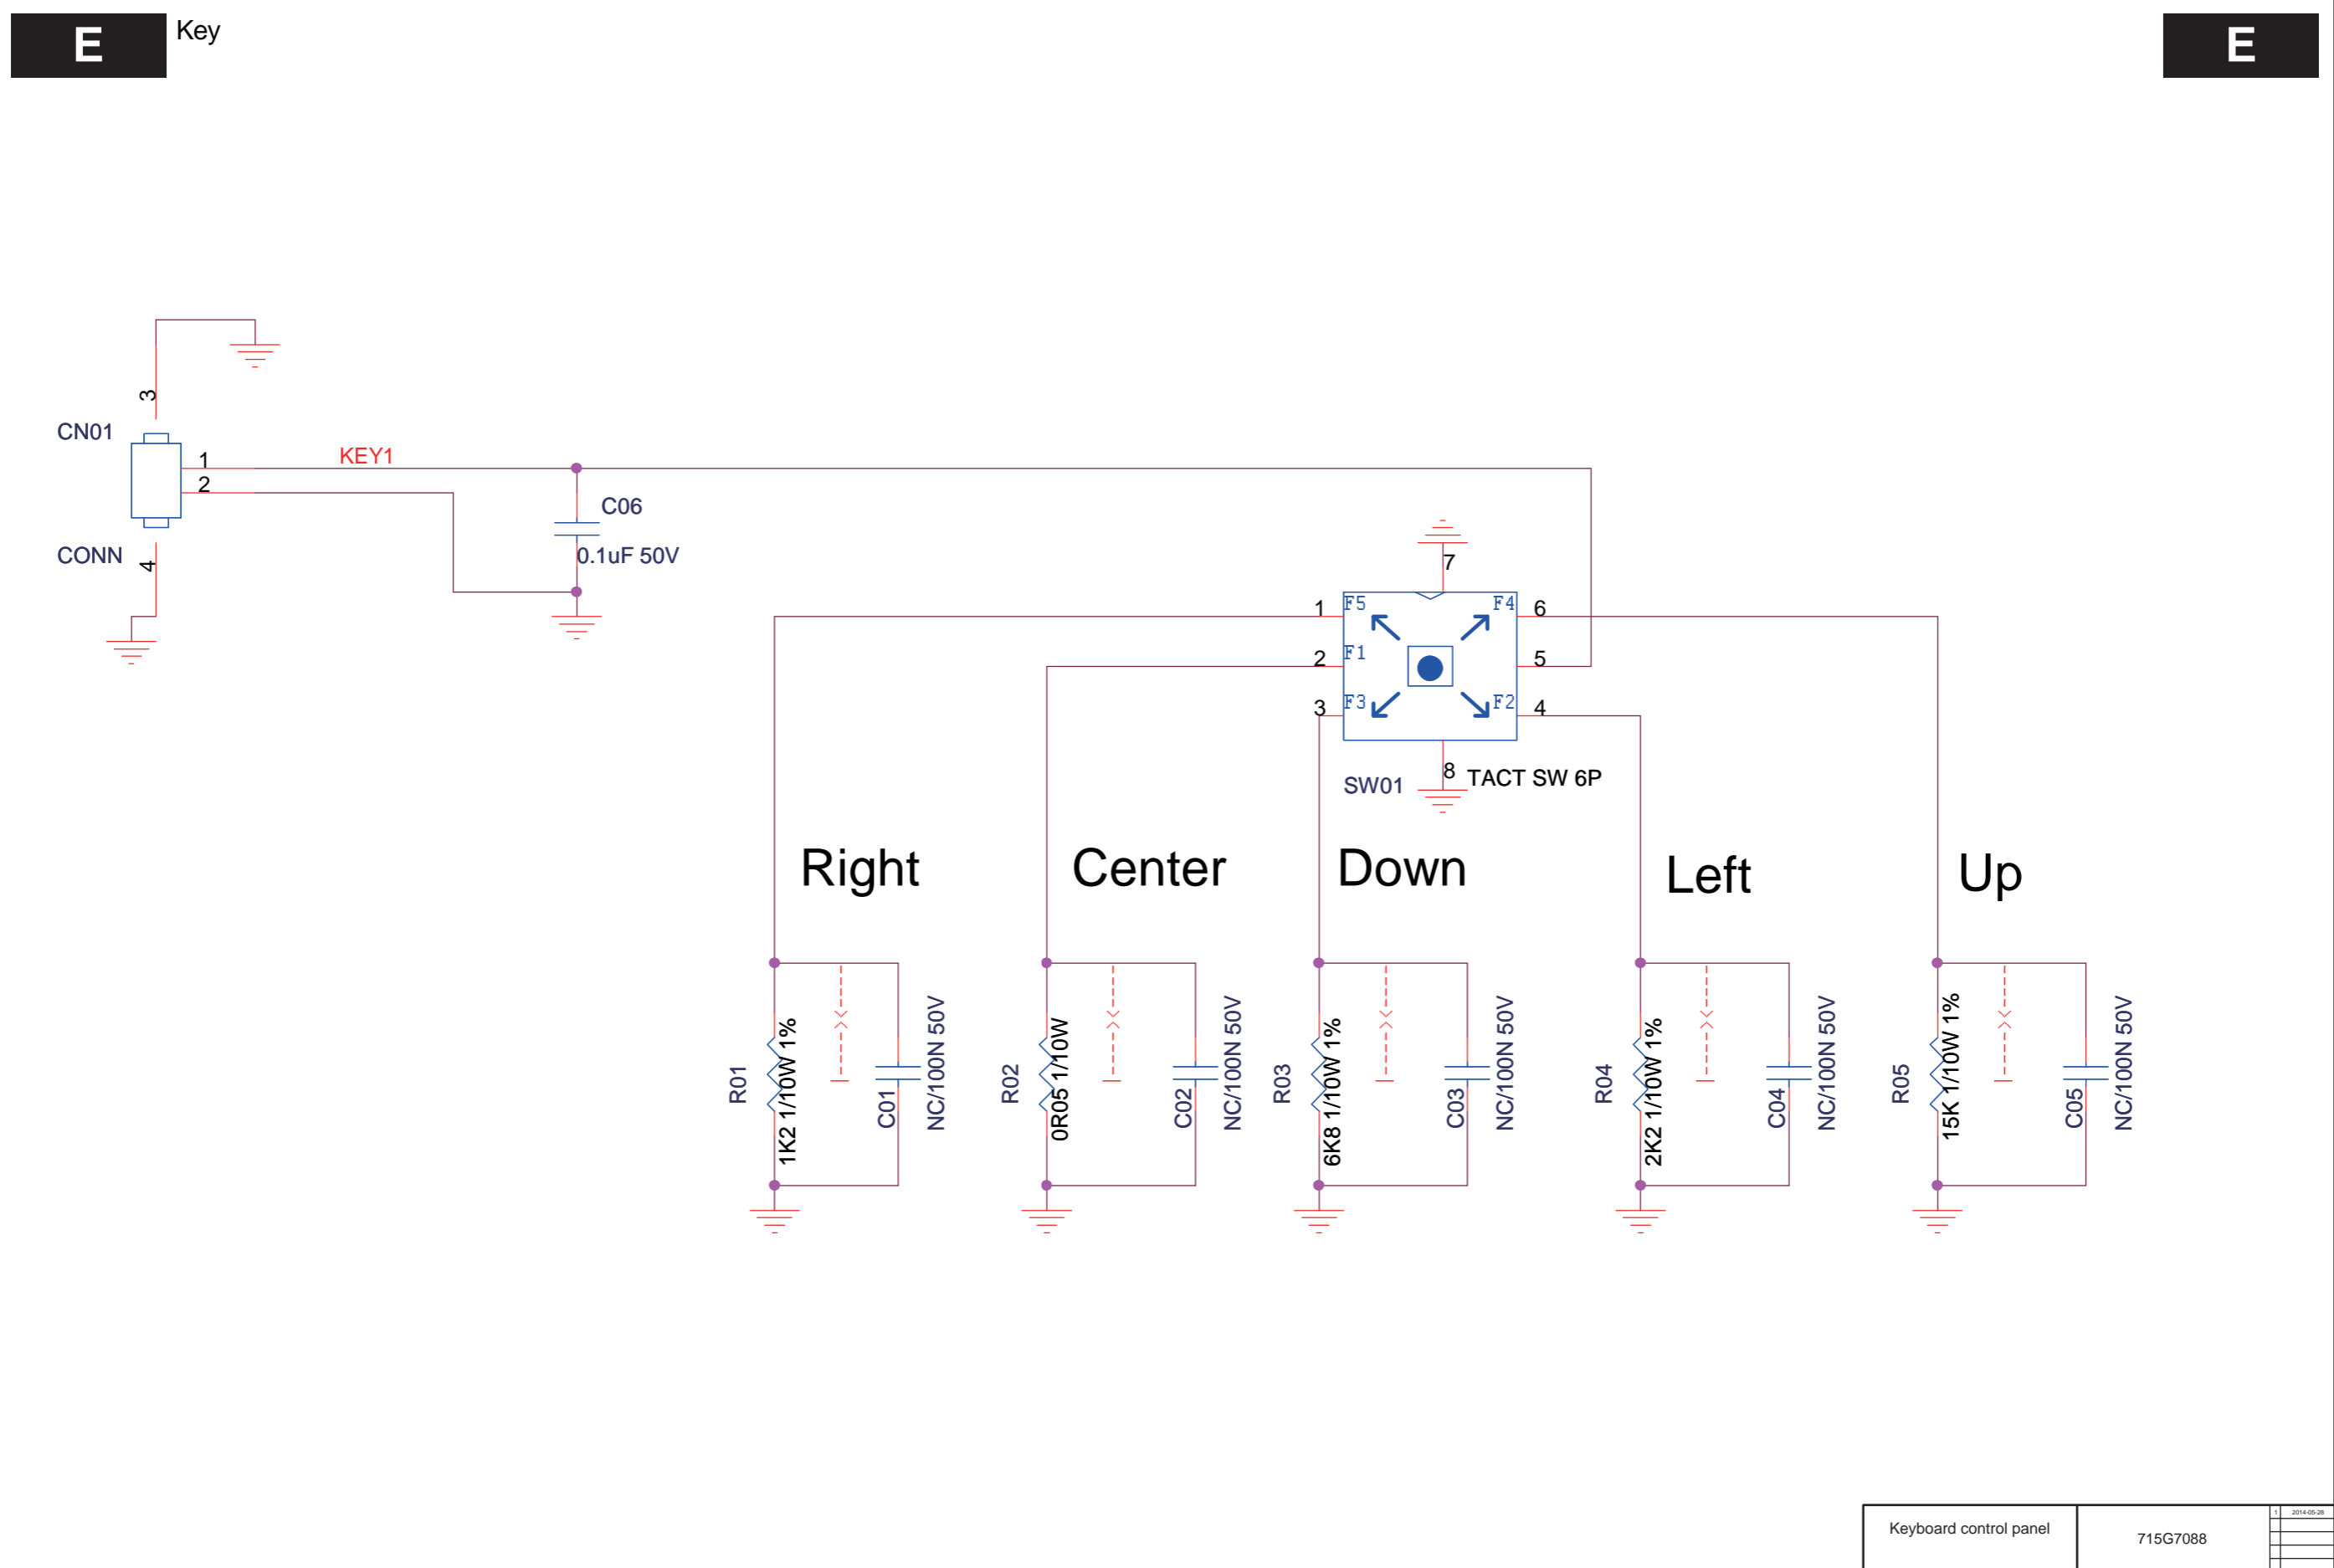 E
Key
E
3
CN01
1
KEY1
2
C06
CONN
4
0.1uF 50V
7
1
F5
F4
6
2
F1
5
3
F3
F2
4
8
SW01
TACT SW 6P
Right
Center
Down
Left
Up
R01
1K2 1/10W 1%
C01
NC/100N 50V
R02
0R05 1/10W
C02
NC/100N 50V
R03
6K8 1/10W 1%
C03
NC/100N 50V
R04
2K2 1/10W 1%
C04
NC/100N 50V
R05
15K 1/10W 1%
C05
NC/100N 50V
Keyboard control panel
715G7088
1
2014-05-28